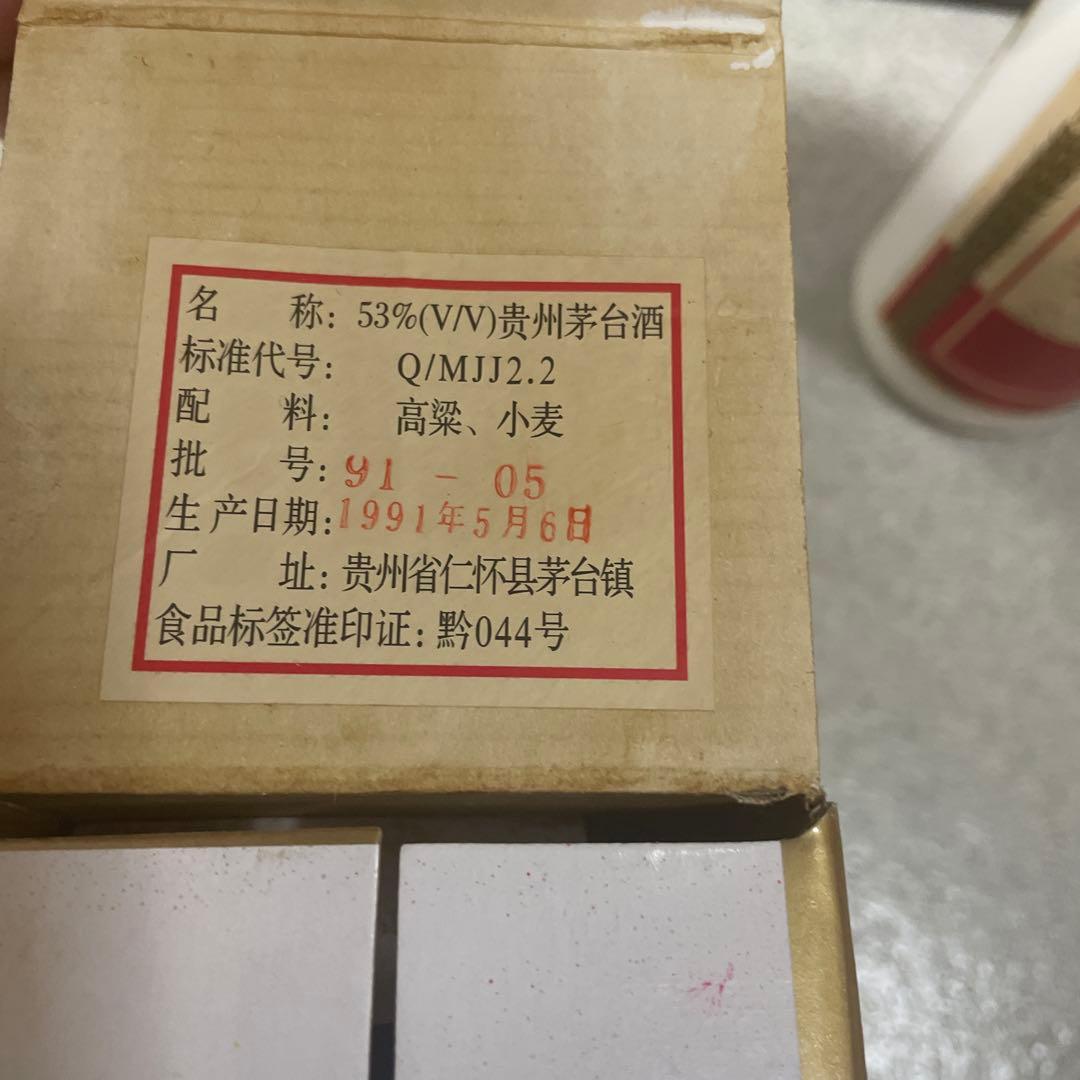 名 称: 53%(V/V)贵州茅台酒
标准代号: Q/MJJ2.2
配 料: 高粱、小麦
批 号: 91 - 05
生产日期: 1991年5月6日
厂 址: 贵州省仁怀县茅台镇
食品标签准印证: 黔044号